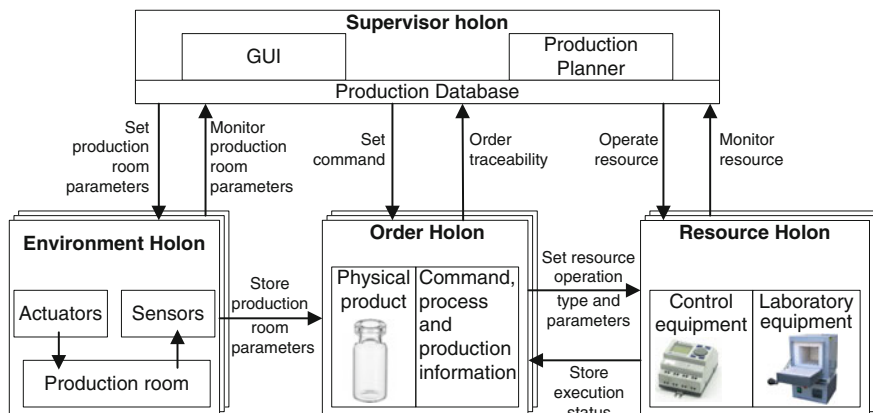 Supervisor holon
GUI
Production
Planner
Production Database
Set
production
room
parameters
Monitor
production
room
parameters
Set
command
Order
traceability
Operate
resource
Monitor
resource
Environment Holon
Actuators
Sensors
Production room
Store
production
room
parameters
Order Holon
Physical
product
Command,
process
and
production
information
Set resource
operation
type and
parameters
Store
execution
status
Resource Holon
Control
equipment
Laboratory
equipment